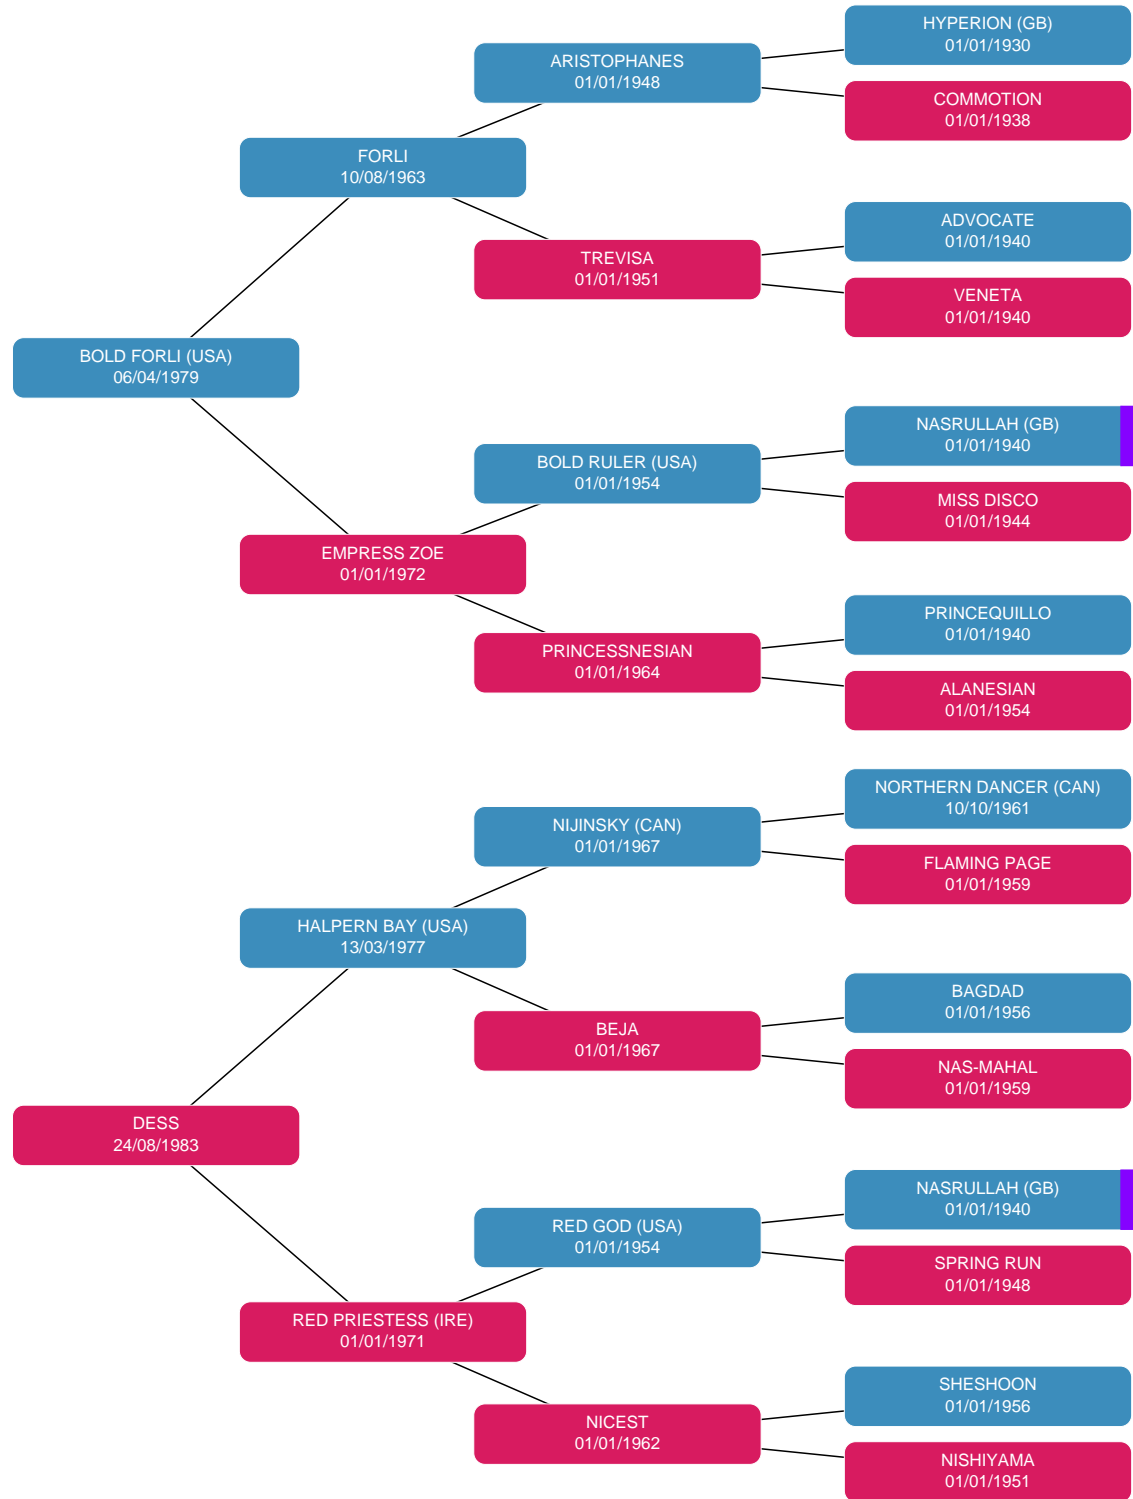 HYPERION (GB)
01/01/1930
ARISTOPHANES
01/01/1948
COMMOTION
01/01/1938
FORLI
10/08/1963
ADVOCATE
01/01/1940
TREVISA
01/01/1951
VENETA
01/01/1940
BOLD FORLI (USA)
06/04/1979
NASRULLAH (GB)
01/01/1940
BOLD RULER (USA)
01/01/1954
MISS DISCO
01/01/1944
EMPRESS ZOE
01/01/1972
PRINCEQUILLO
01/01/1940
PRINCESSNESIAN
01/01/1964
ALANESIAN
01/01/1954
NORTHERN DANCER (CAN)
10/10/1961
NIJINSKY (CAN)
01/01/1967
FLAMING PAGE
01/01/1959
HALPERN BAY (USA)
13/03/1977
BAGDAD
01/01/1956
BEJA
01/01/1967
NAS-MAHAL
01/01/1959
DESS
24/08/1983
NASRULLAH (GB)
01/01/1940
RED GOD (USA)
01/01/1954
SPRING RUN
01/01/1948
RED PRIESTESS (IRE)
01/01/1971
SHESHOON
01/01/1956
NICEST
01/01/1962
NISHIYAMA
01/01/1951